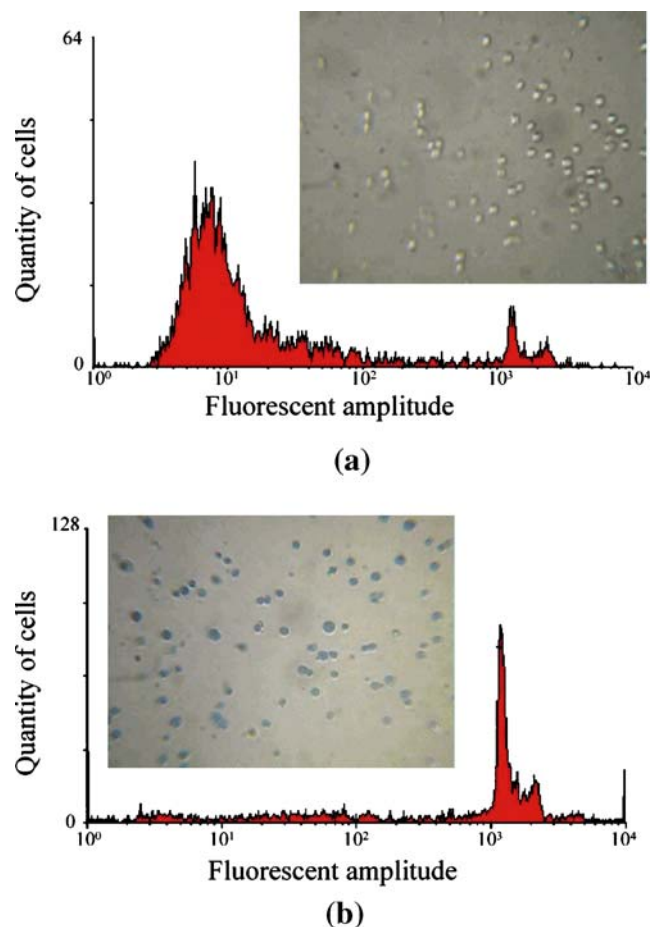 64
Quantity of cells
0
10⁰ 10¹ 10² 10³ 10⁴
Fluorescent amplitude
(a)
128
Quantity of cells
0
10⁰ 10¹ 10² 10³ 10⁴
Fluorescent amplitude
(b)